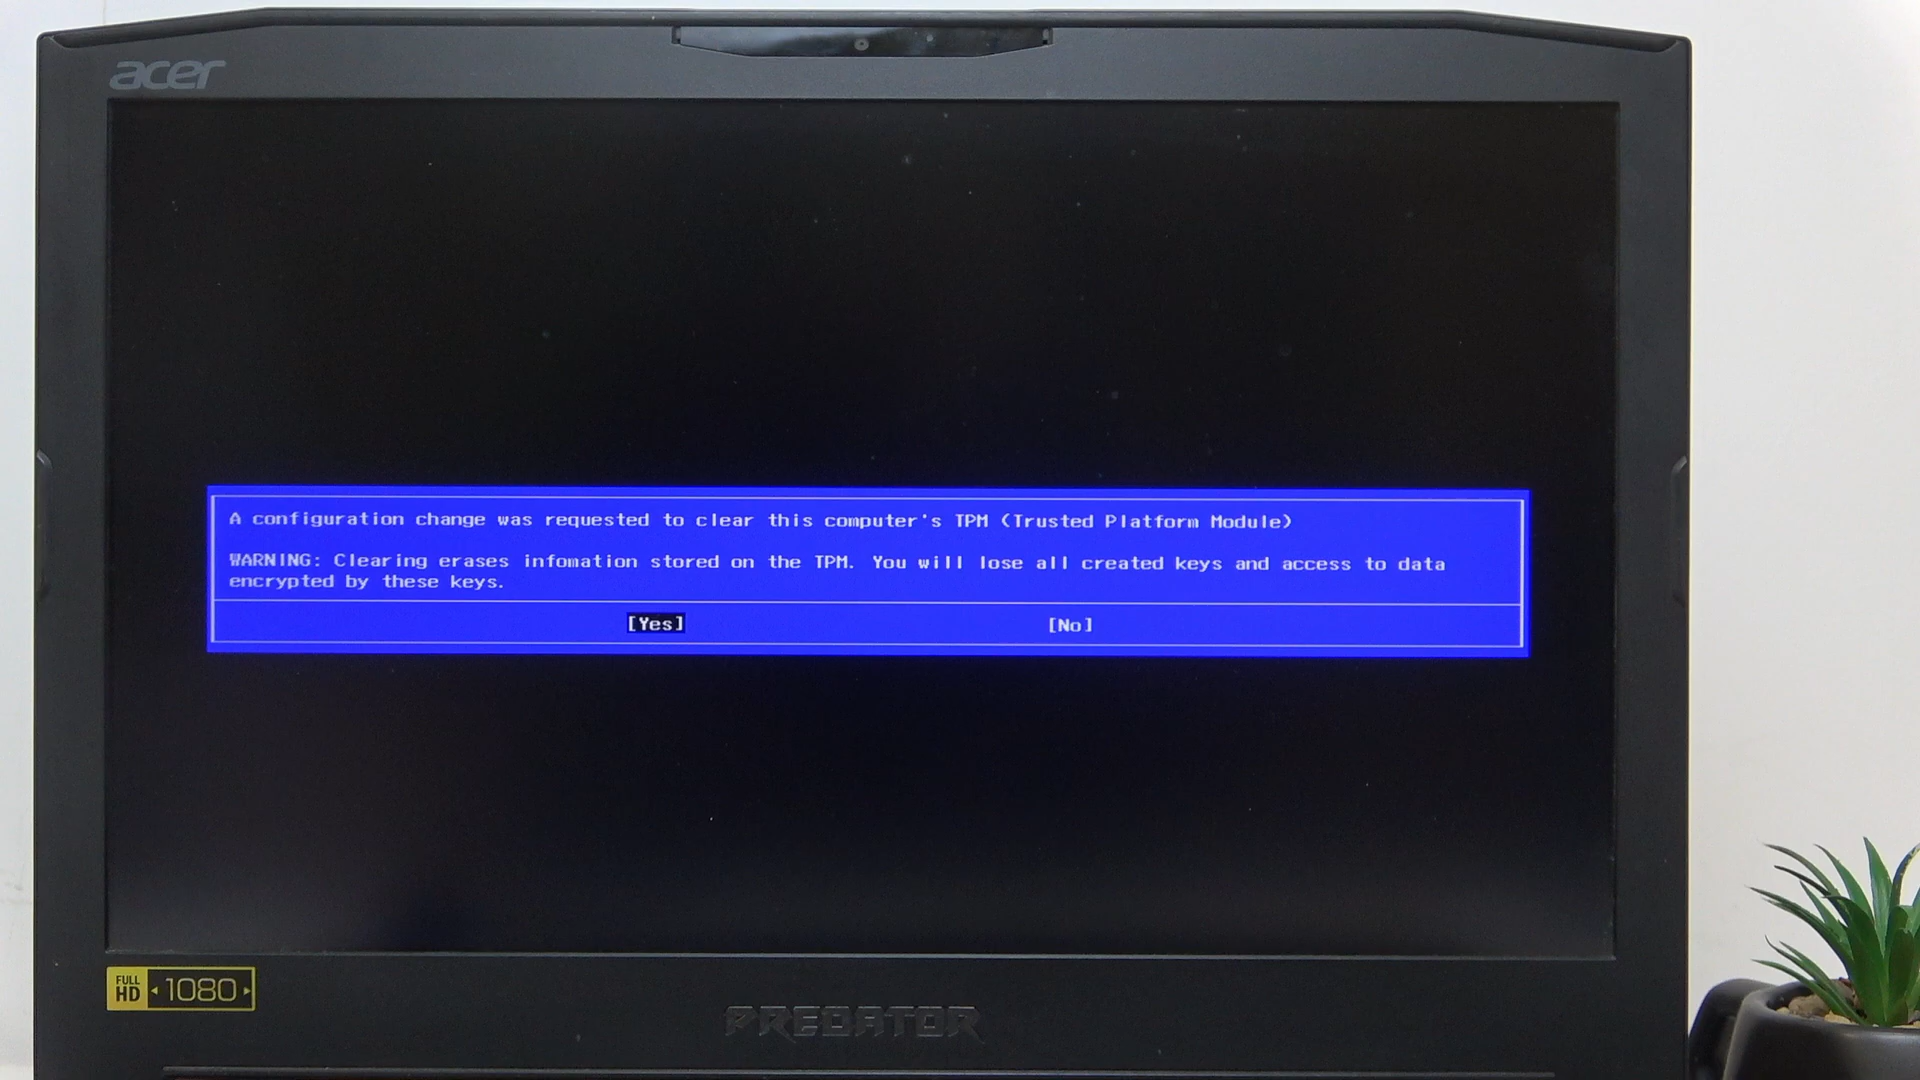 acer
A configuration change was requested to clear this computer's TPM (Trusted Platform Module)
WARNING: Clearing erases infomation stored on the TPM. You will lose all created keys and access to data
encrypted by these keys.
[Yes] [No]
FULL HD 1080
PREDATOR